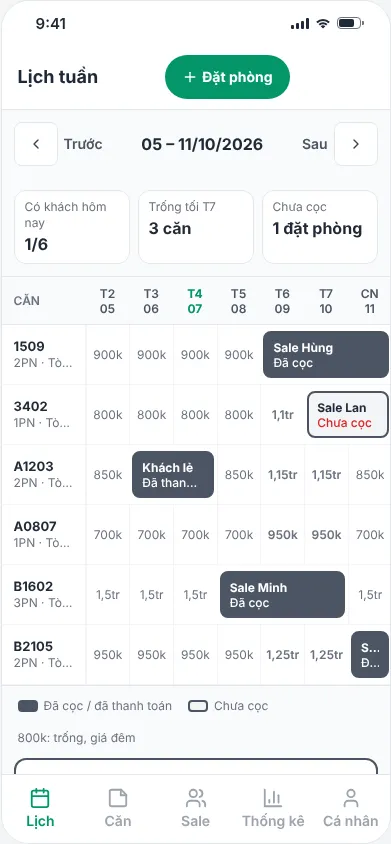 9:41
Lịch tuần
+ Đặt phòng
Trước
05 – 11/10/2026
Sau
Có khách hôm nay
1/6
Trống tối T7
3 căn
Chưa cọc
1 đặt phòng
CĂN T2 05 T3 06 T4 07 T5 08 T6 09 T7 10 CN 11
1509
2PN · Tò...
900k 900k 900k 900k
Sale Hùng
Đã cọc
3402
1PN · Tò...
800k 800k 800k 800k 1,1tr
Sale Lan
Chưa cọc
A1203
2PN · Tò...
850k
Khách lẻ
Đã than...
850k 1,15tr 1,15tr 850k
A0807
1PN · Tò...
700k 700k 700k 700k 950k 950k 700k
B1602
3PN · Tò...
1,5tr 1,5tr 1,5tr
Sale Minh
Đã cọc
1,5tr
B2105
2PN · Tò...
950k 950k 950k 950k 1,25tr 1,25tr
S...
Đ...
Đã cọc / đã thanh toán
Chưa cọc
800k: trống, giá đêm
Lịch
Căn
Sale
Thống kê
Cá nhân